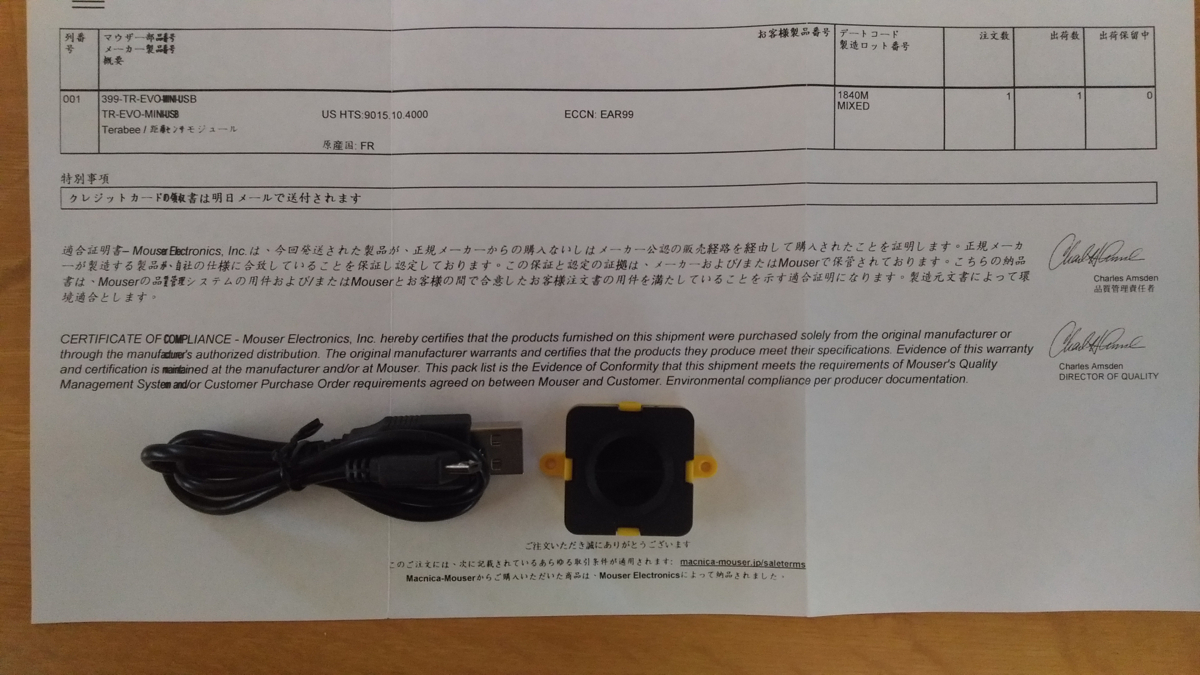 列番号
マウザー部品番号
メーカー製品番号
概要
お客様製品番号
デートコード
製造ロット番号
注文数
出荷数
出荷保留中
001
399-TR-EVO-MINI-USB
TR-EVO-MINI-USB
Terabee / 距離センサモジュール
US HTS:9015.10.4000
原産国: FR
ECCN: EAR99
1840M
MIXED
1
1
0
特別事項
クレジットカードの領収書は明日メールで送付されます
適合証明書– Mouser Electronics, Inc.は、今回発送された製品が、正規メーカーからの購入ないしはメーカー公認の販売経路を経由して購入されたことを証明します。正規メーカ
ーが製造する製品が、自社の仕様に合致していることを保証し認定しております。この保証と認定の証拠は、メーカーおよび/またはMouserで保管されております。こちらの納品
書は、Mouserの品質管理システムの用件および/またはMouserとお客様の間で合意したお客様注文書の用件を満たしていることを示す適合証明になります。製造元文書によって環
境適合とします。
Charles Amsden
品質管理責任者
CERTIFICATE OF COMPLIANCE - Mouser Electronics, Inc. hereby certifies that the products furnished on this shipment were purchased solely from the original manufacturer or
through the manufacturer's authorized distribution. The original manufacturer warrants and certifies that the products they produce meet their specifications. Evidence of this warranty
and certification is maintained at the manufacturer and/or at Mouser. This pack list is the Evidence of Conformity that this shipment meets the requirements of Mouser's Quality
Management System and/or Customer Purchase Order requirements agreed on between Mouser and Customer. Environmental compliance per producer documentation.
Charles Amsden
DIRECTOR OF QUALITY
ご注文いただき誠にありがとうございます
このご注文には、次に記載されているあらゆる取引条件が適用されます: macnica-mouser.jp/saleterms
Macnica-Mouserからご購入いただいた商品は、Mouser Electronicsによって納品されました。